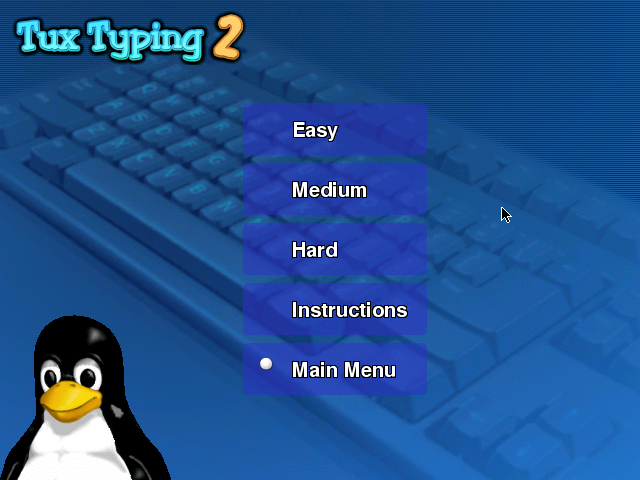 Tux Typing 2
Easy
Medium
Hard
Instructions
Main Menu